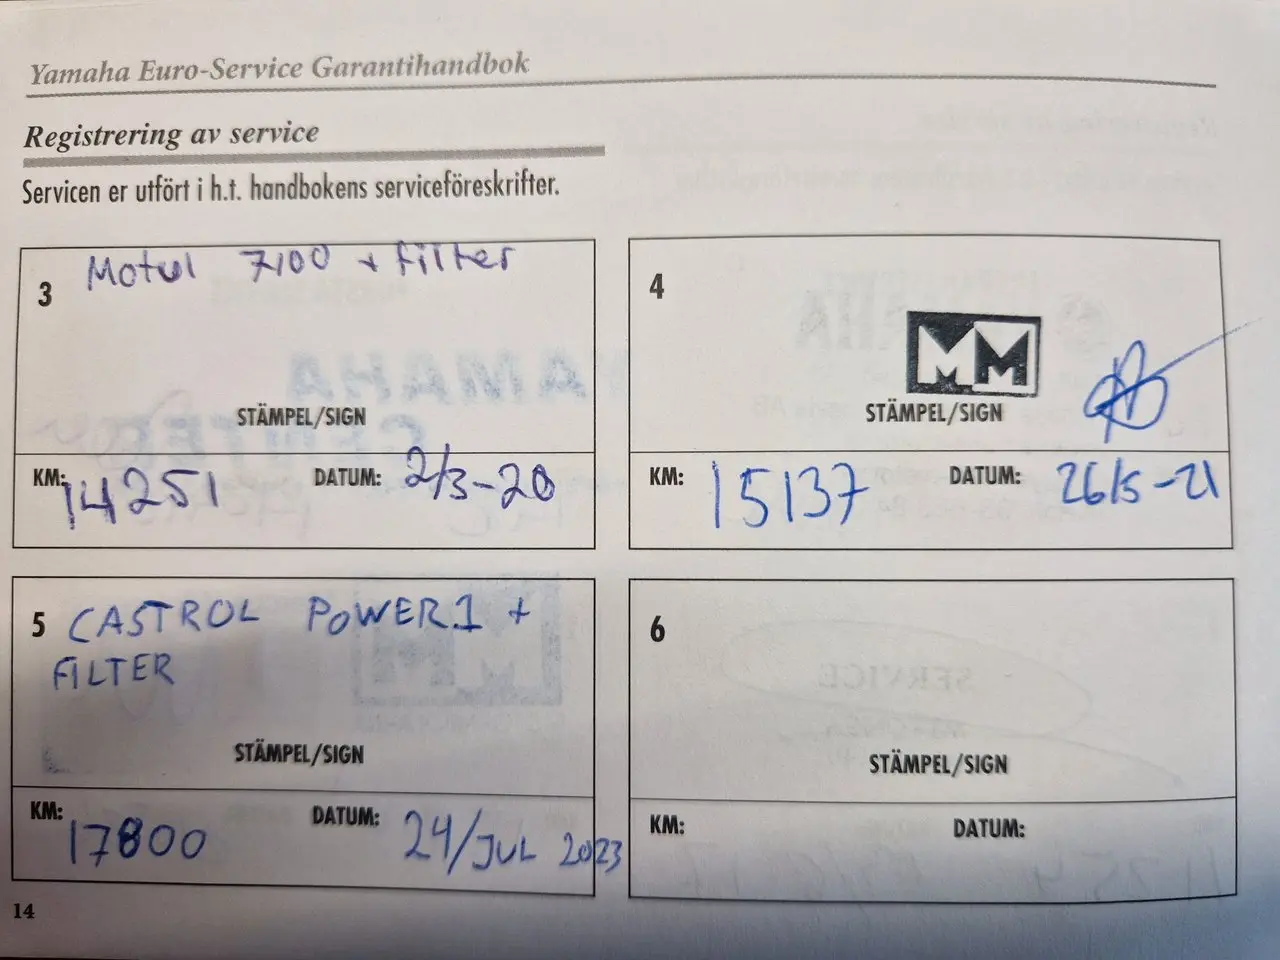 Yamaha Euro-Service Garantihandbok
Registrering av service
Servicen er utfört i h.t. handbokens serviceföreskrifter.
3
Motul 7100 + filter
STÄMPEL/SIGN
KM: 14251 DATUM: 2/3-20
4
MM
STÄMPEL/SIGN
KM: 15137 DATUM: 26/5-21
5 CASTROL POWER.1 +
FILTER
STÄMPEL/SIGN
KM: 17800 DATUM: 24/JUL 2023
6
STÄMPEL/SIGN
KM: DATUM:
14